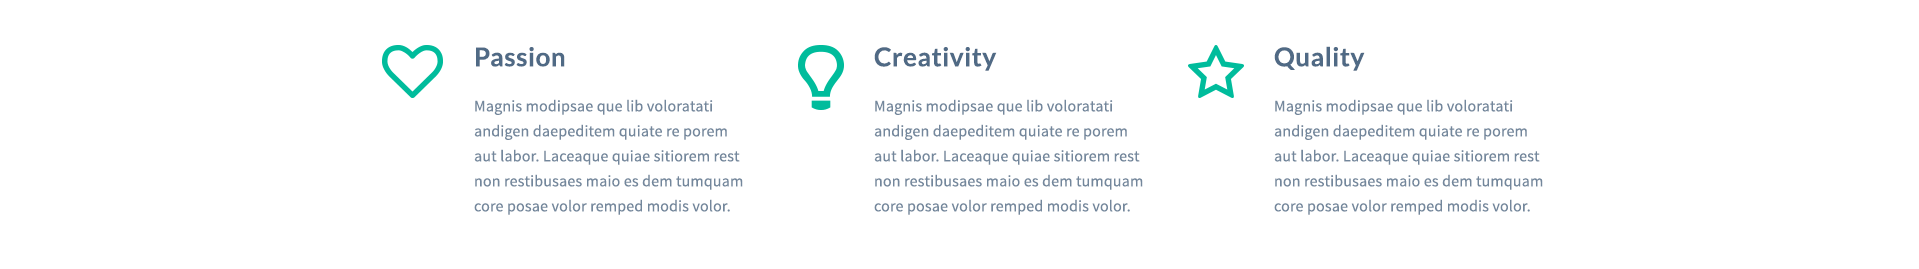 Passion
Magnis modipsae que lib voloratati
andigen daepeditem quiate re porem
aut labor. Laceaque quiae sitiorem rest
non restibusaes maio es dem tumquam
core posae volor remped modis volor.
Creativity
Magnis modipsae que lib voloratati
andigen daepeditem quiate re porem
aut labor. Laceaque quiae sitiorem rest
non restibusaes maio es dem tumquam
core posae volor remped modis volor.
Quality
Magnis modipsae que lib voloratati
andigen daepeditem quiate re porem
aut labor. Laceaque quiae sitiorem rest
non restibusaes maio es dem tumquam
core posae volor remped modis volor.